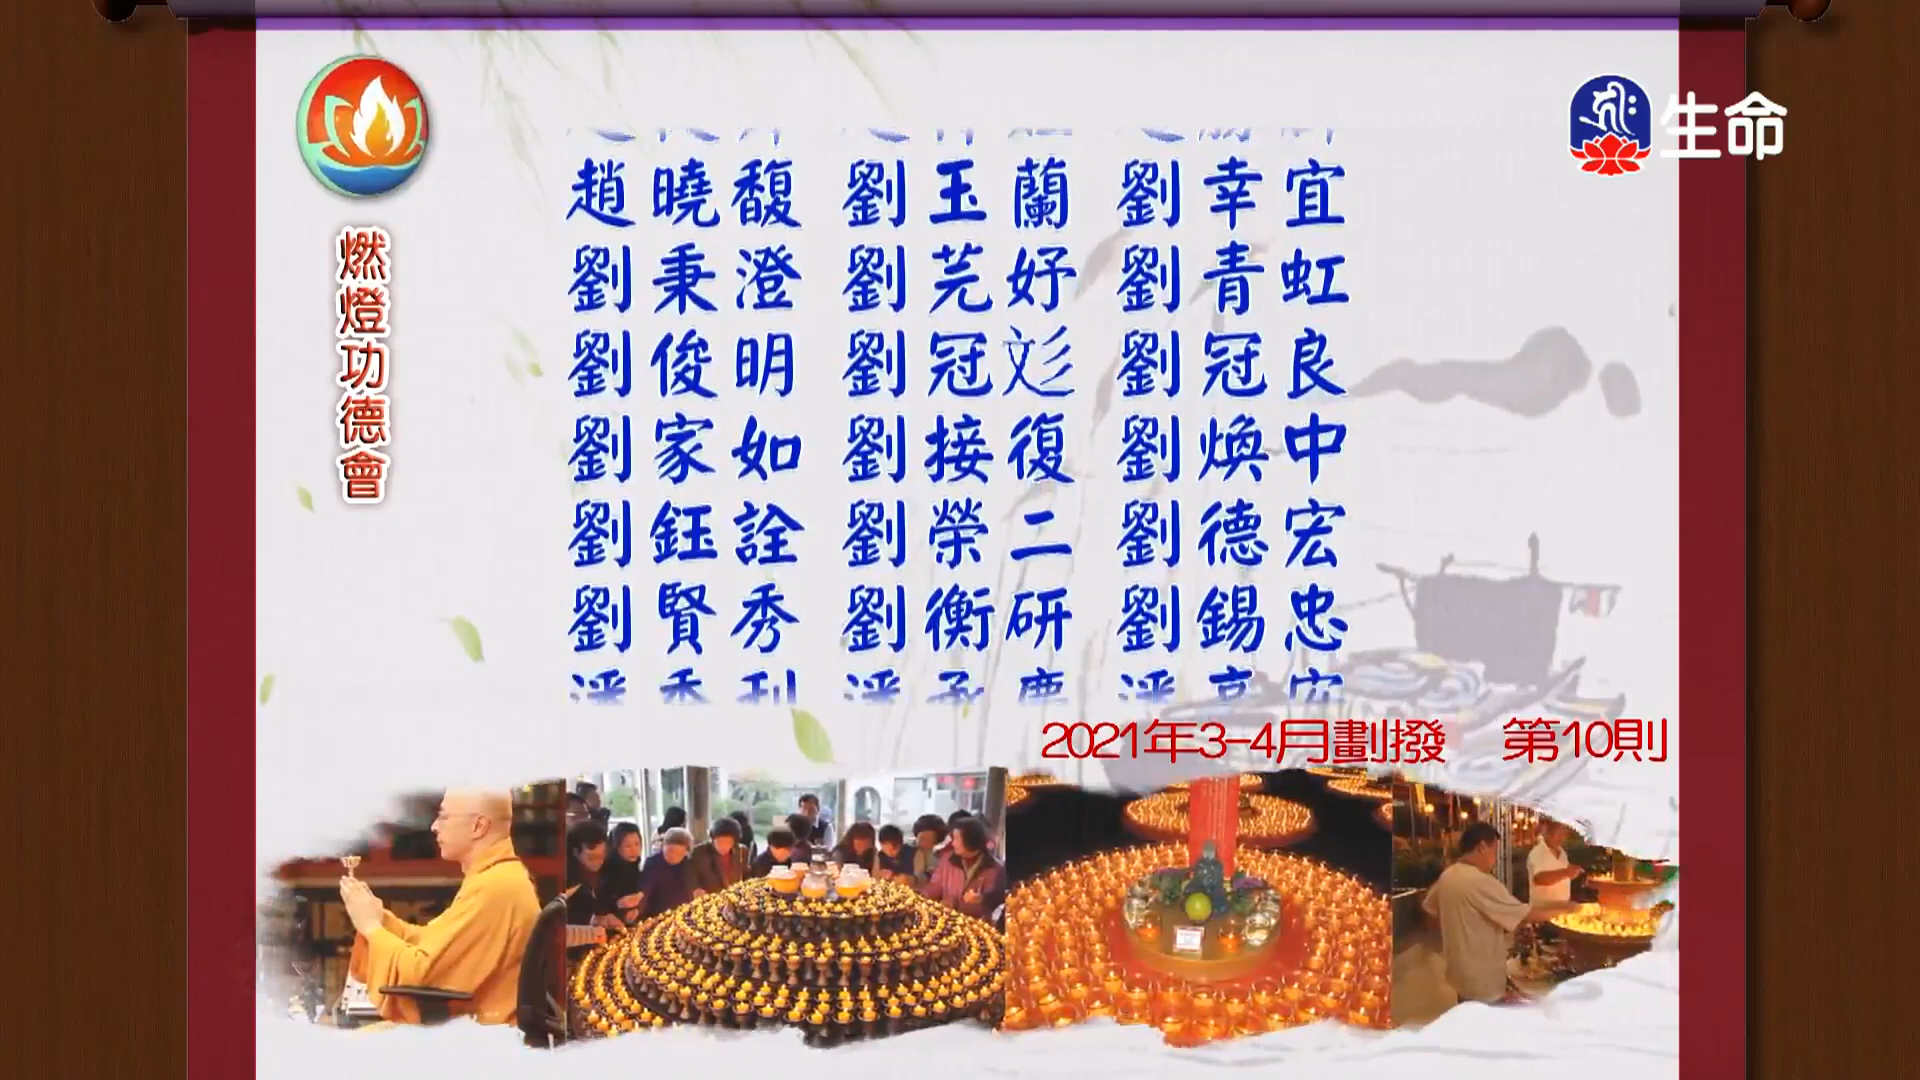 生命
燃燈功德會
趙曉馥 劉玉蘭 劉幸宜
劉秉澄 劉芫妤 劉青虹
劉俊明 劉冠彣 劉冠良
劉家如 劉接復 劉煥中
劉鈺詮 劉榮二 劉德宏
劉賢秀 劉衡研 劉錫忠
2021年3-4月劃撥 第10則